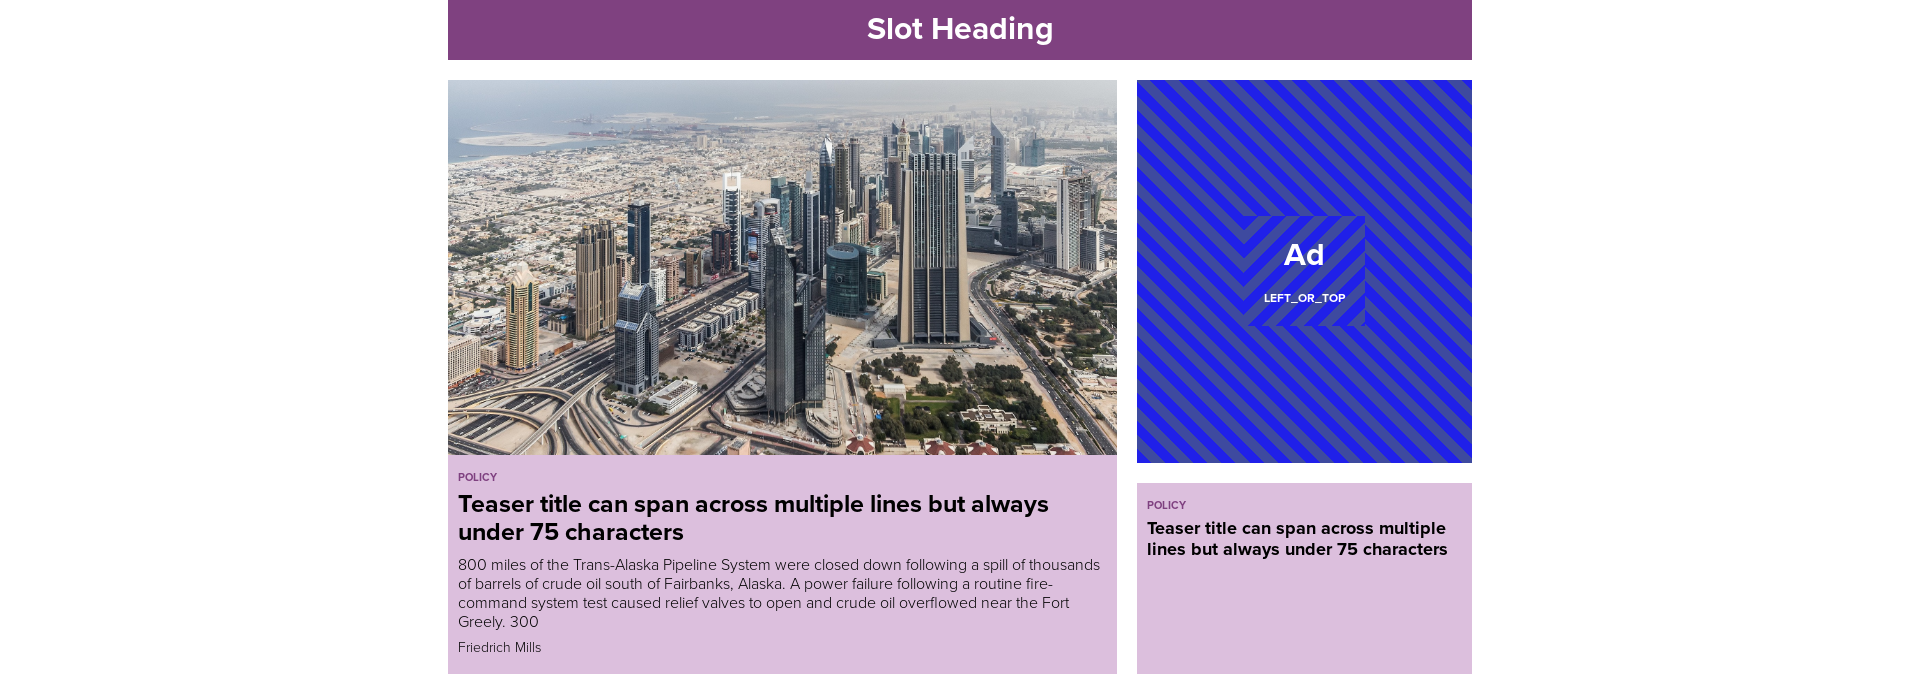 Slot Heading
POLICY
Teaser title can span across multiple lines but always
under 75 characters
800 miles of the Trans-Alaska Pipeline System were closed down following a spill of thousands
of barrels of crude oil south of Fairbanks, Alaska. A power failure following a routine fire-
command system test caused relief valves to open and crude oil overflowed near the Fort
Greely. 300
Friedrich Mills
Ad
LEFT_OR_TOP
POLICY
Teaser title can span across multiple
lines but always under 75 characters